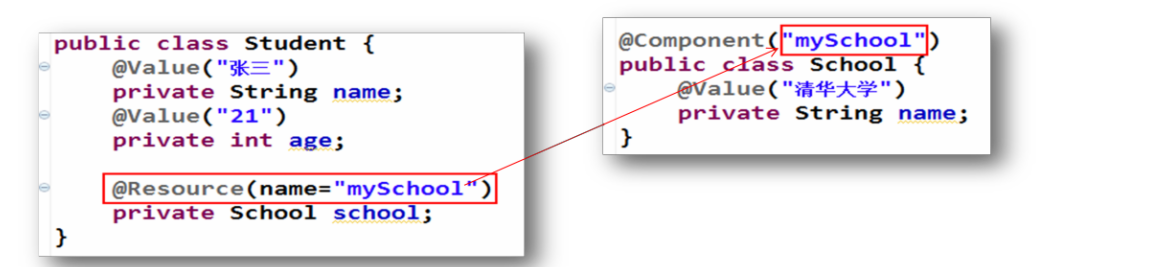 public class Student {
@Value("张三")
private String name;
@Value("21")
private int age;
@Resource(name="mySchool")
private School school;
}
@Component("mySchool")
public class School {
@Value("清华大学")
private String name;
}